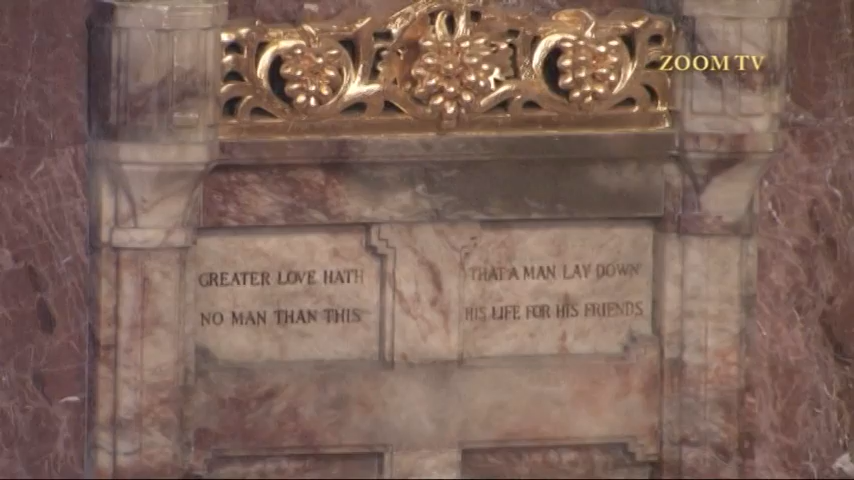 ZOOM TV
GREATER LOVE HATH
NO MAN THAN THIS
THAT A MAN LAY DOWN
HIS LIFE FOR HIS FRIENDS